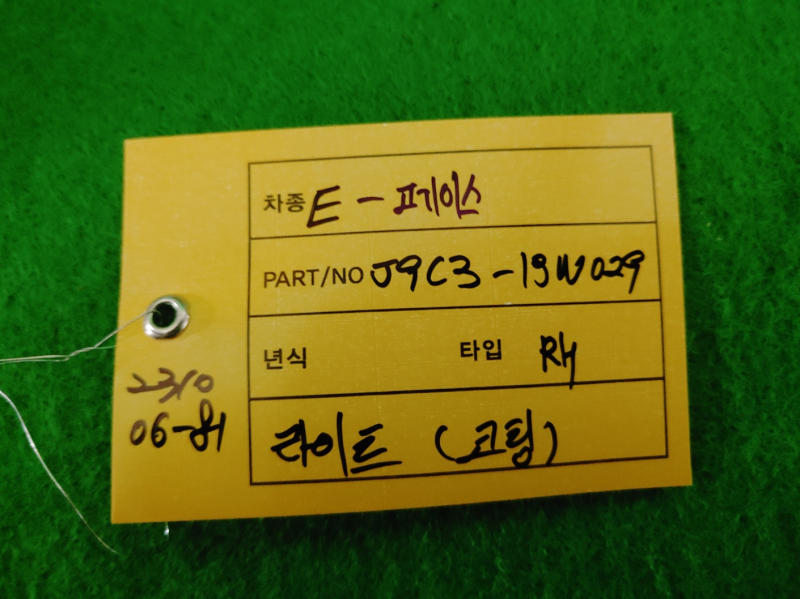 차종 E - 페이스
PART/NO J9C3-13W029
년식 타입 RH
라이트 (코팅)
2310
06-81